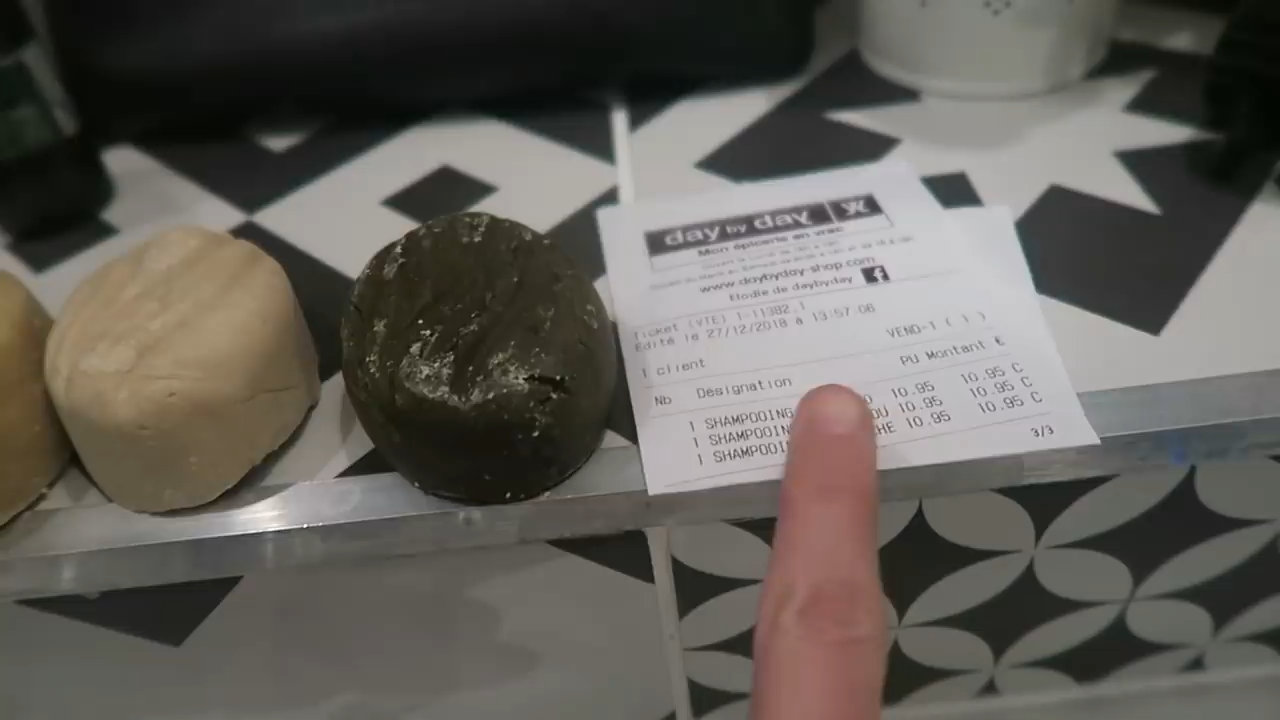 day by day
Mon épicerie en vrac
www.daybyday-shop.com
Elodie de daybyday
Ticket (VTE) 1-11382.1
Edité le 27/12/2018 à 13:57:06
VEND-1 ( 1 )
1 client
Nb Désignation PU Montant €
1 SHAMPOOING 10.95 10.95 C
1 SHAMPOOING 10.95 10.95 C
1 SHAMPOOI 10.95 10.95 C
3/3